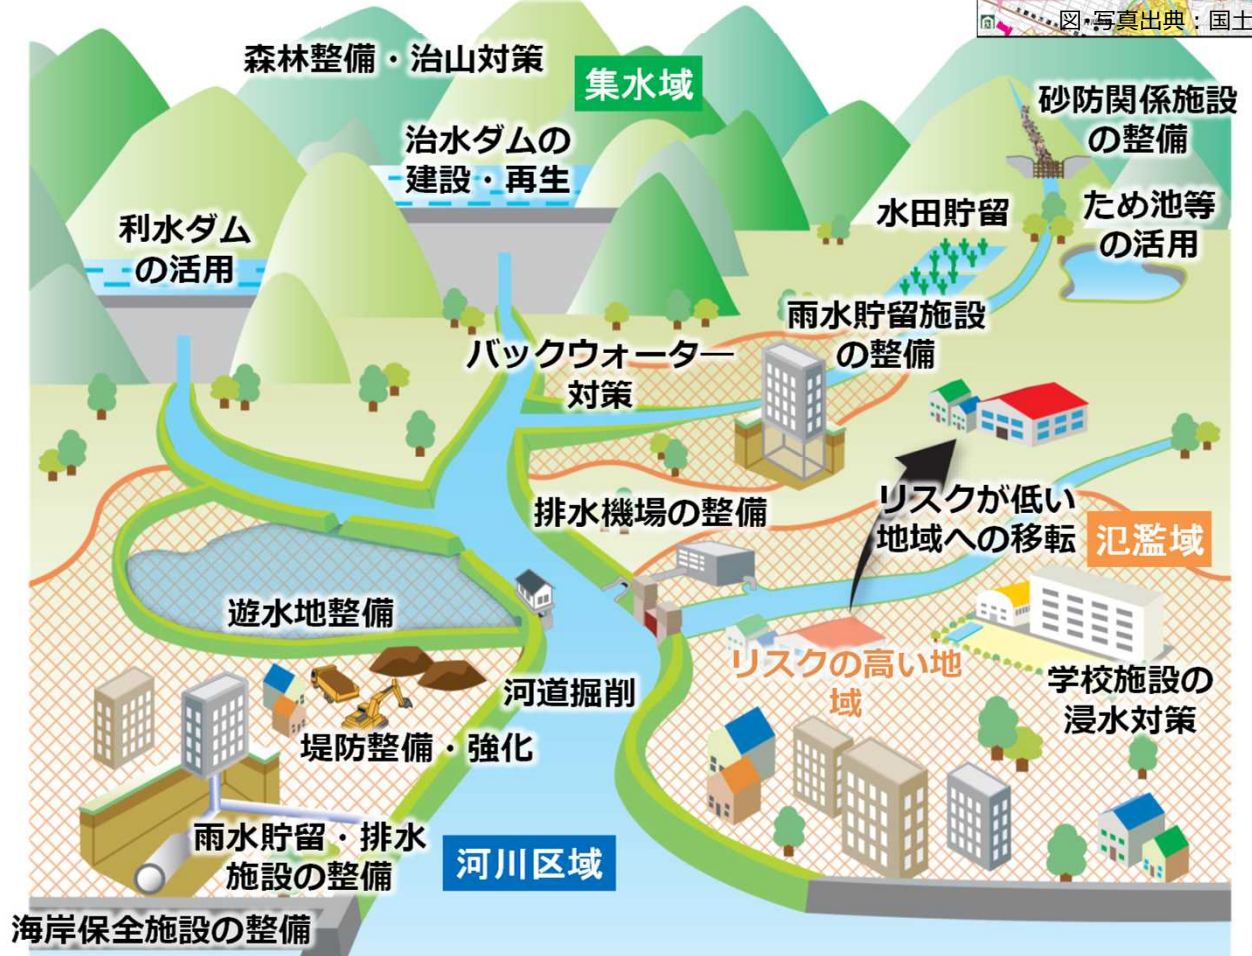 図・写真出典：国土
森林整備・治山対策
集水域
砂防関係施設
の整備
治水ダムの
建設・再生
水田貯留
ため池等
の活用
利水ダム
の活用
雨水貯留施設
の整備
バックウォーター
対策
排水機場の整備
リスクが低い
地域への移転
氾濫域
遊水地整備
リスクの高い地
域
学校施設の
浸水対策
河道掘削
堤防整備・強化
雨水貯留・排水
施設の整備
河川区域
海岸保全施設の整備